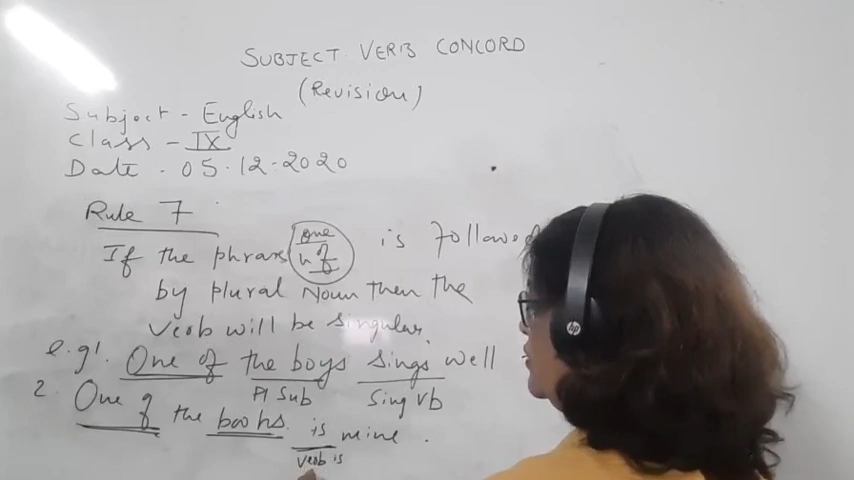 SUBJECT VERB CONCORD
(Revision)
Subject - English
Class - IX
Date - 05.12.2020
Rule 7
If the phrase one of is followed
by plural Noun then the
verb will be singular.
e.g 1. One of the boys sings well
Pl Sub Sing Vb
2. One of the books is mine.
verb is
hp